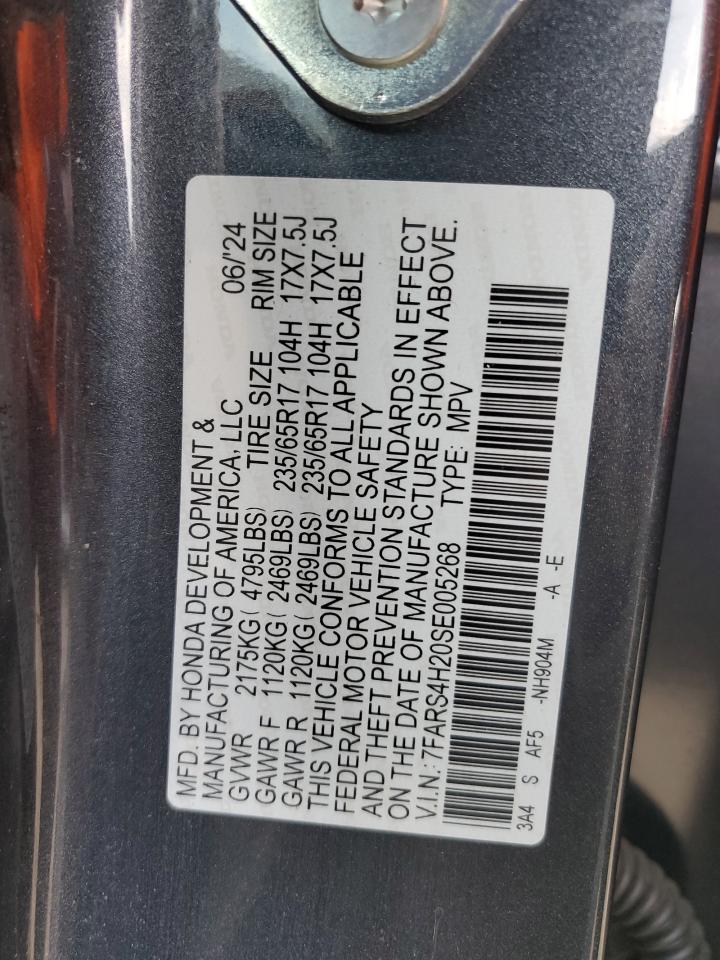 MFD. BY HONDA DEVELOPMENT &
MANUFACTURING OF AMERICA, LLC 06/'24
GVWR 2175KG( 4795LBS) TIRE SIZE RIM SIZE
GAWR F 1120KG( 2469LBS) 235/65R17 104H 17X7.5J
GAWR R 1120KG( 2469LBS) 235/65R17 104H 17X7.5J
THIS VEHICLE CONFORMS TO ALL APPLICABLE
FEDERAL MOTOR VEHICLE SAFETY
AND THEFT PREVENTION STANDARDS IN EFFECT
ON THE DATE OF MANUFACTURE SHOWN ABOVE.
V.I.N.: 7FARS4H20SE005268 TYPE: MPV
3A4 S AF5 -NH904M -A -E